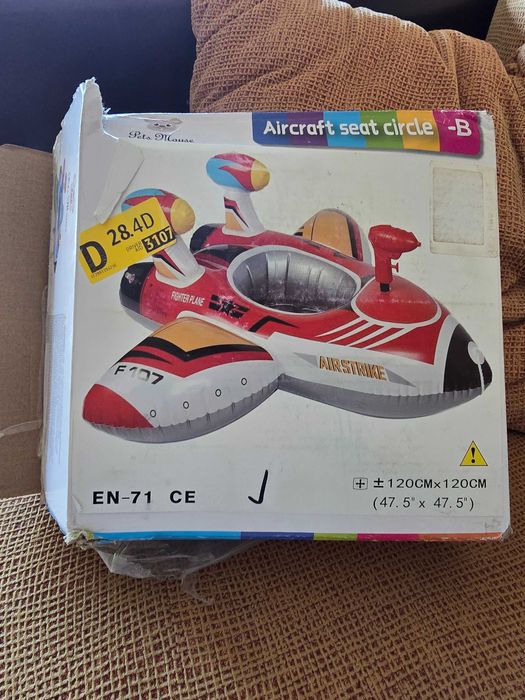 Pets Mouse
Aircraft seat circle -B
D
28.4D
3107
FIGHTER PLANE
AIRSTRIKE
F 107
± 120CM×120CM
EN-71 CE
(47.5" x 47.5")